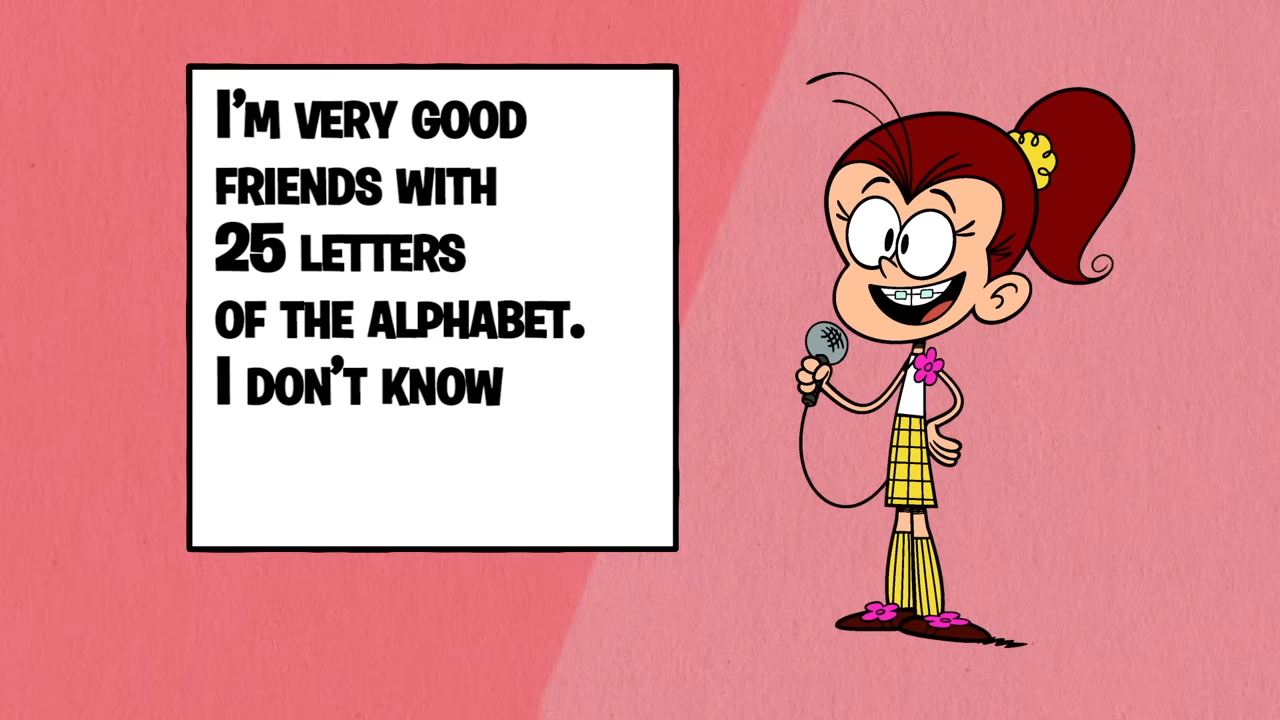 I'M VERY GOOD
FRIENDS WITH
25 LETTERS
OF THE ALPHABET.
I DON'T KNOW